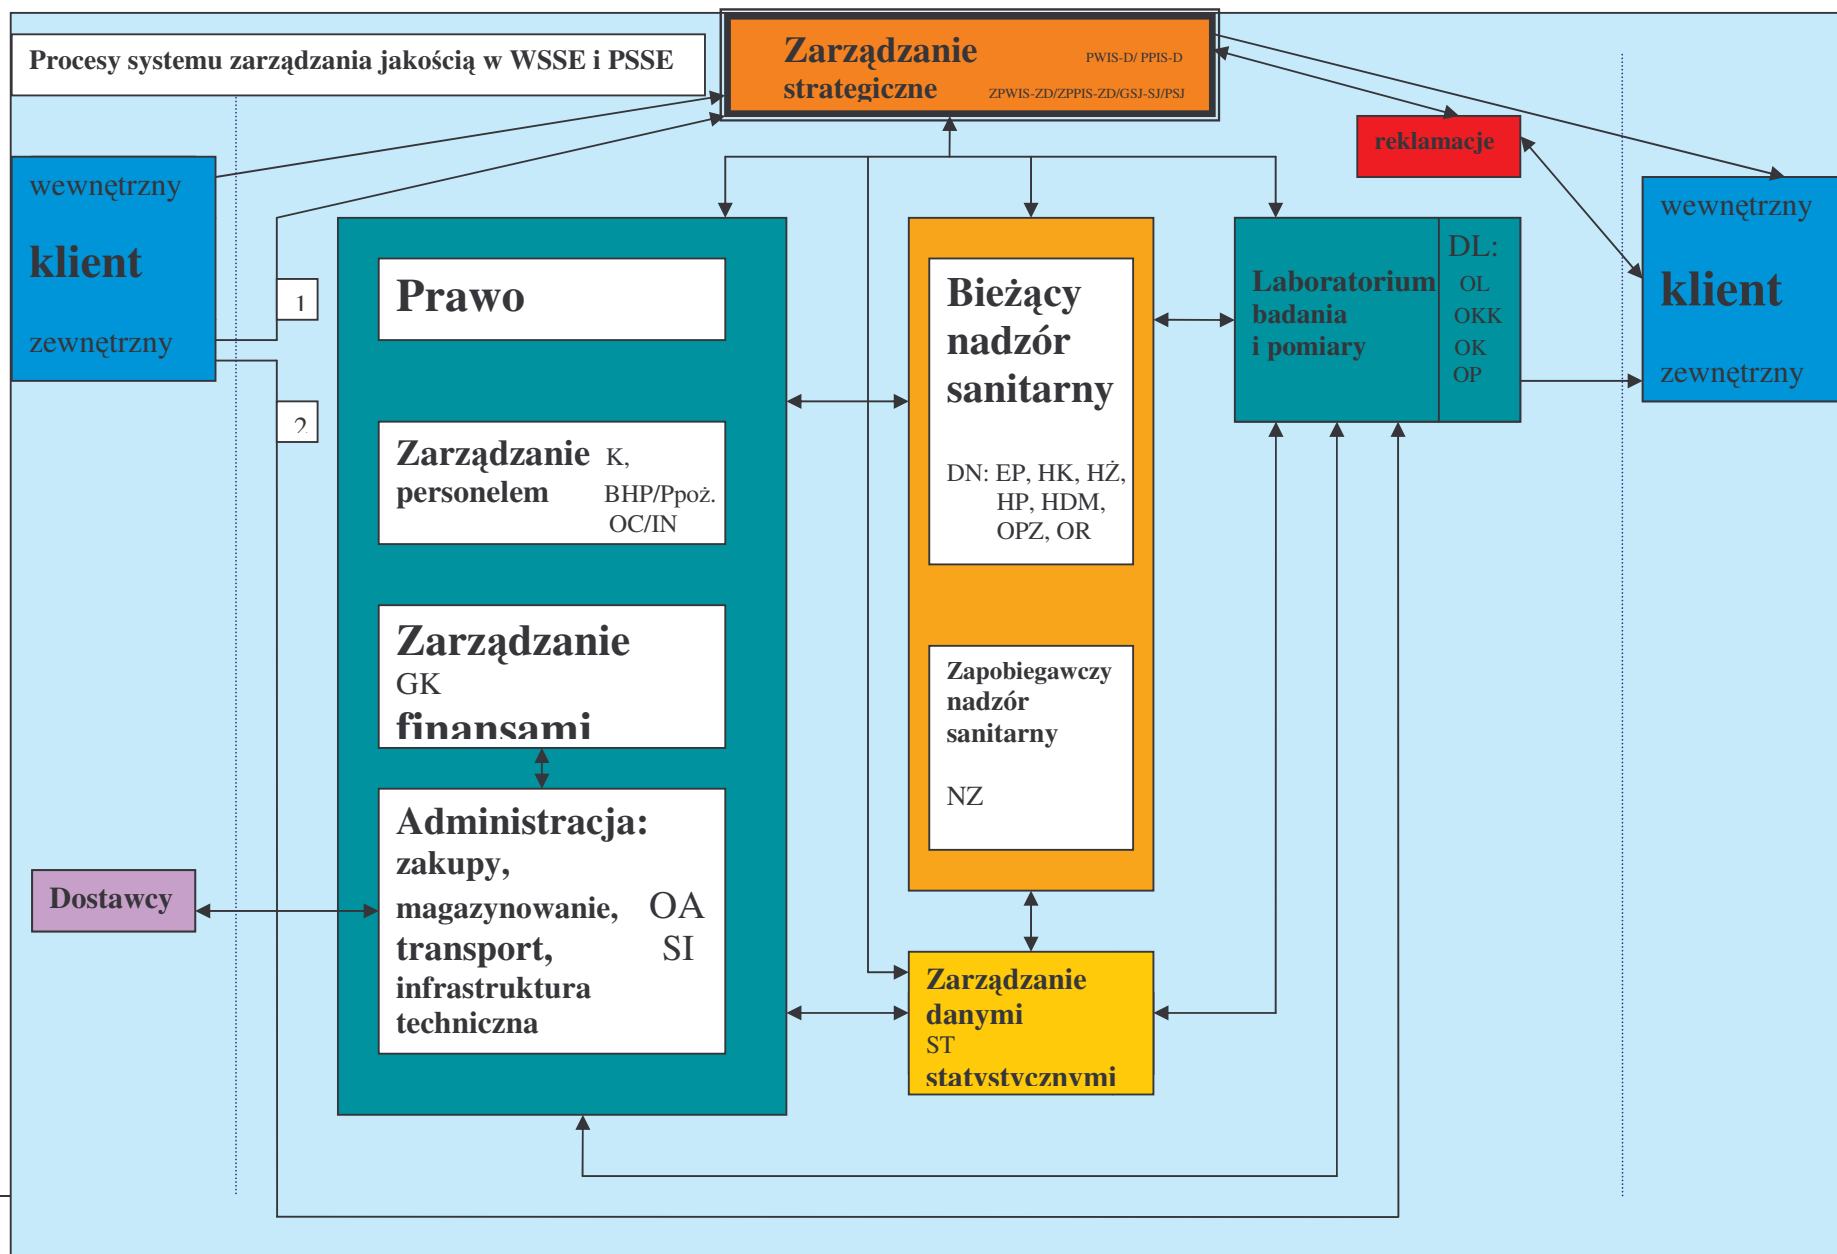 Procesy systemu zarządzania jakością w WSSE i PSSE
Zarządzanie PWIS-D/ PPIS-D
strategiczne ZPWIS-ZD/ZPPIS-ZD/GSJ-SJ/PSJ
reklamacje
wewnętrzny
klient
zewnętrzny
1
2
Prawo
Zarządzanie K,
personelem BHP/Ppoż.
OC/IN
Zarządzanie
GK
finansami
Administracja:
zakupy,
magazynowanie, OA
transport, SI
infrastruktura
techniczna
Dostawcy
Bieżący
nadzór
sanitarny
DN: EP, HK, HŻ,
HP, HDM,
OPZ, OR
Zapobiegawczy
nadzór
sanitarny
NZ
Zarządzanie
danymi
ST
statystycznymi
Laboratorium
badania
i pomiary
DL:
OL
OKK
OK
OP
wewnętrzny
klient
zewnętrzny